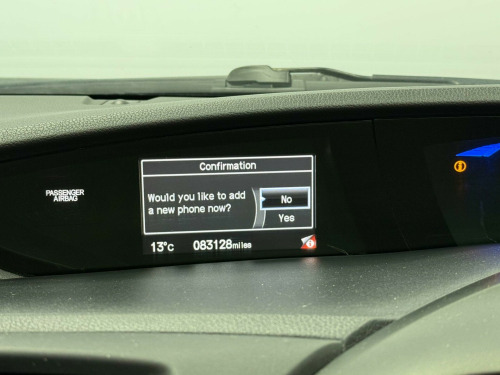 Confirmation
Would you like to add
a new phone now?
No
Yes
PASSENGER
AIRBAG
13°c 083128miles